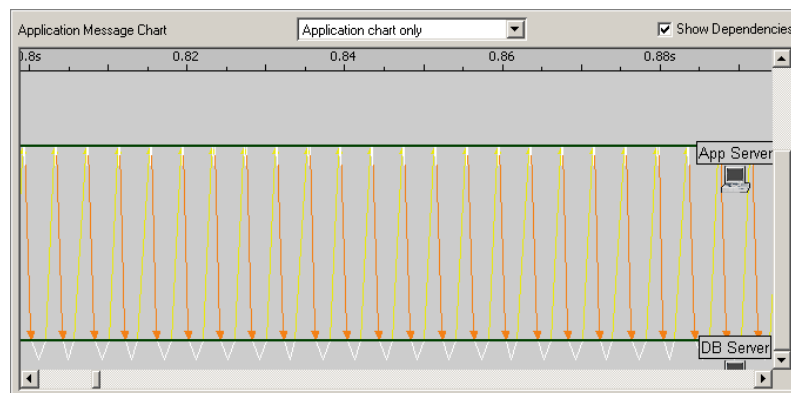 Application Message Chart
Application chart only
Show Dependencies
0.8s 0.82 0.84 0.86 0.88s
App Server
DB Server